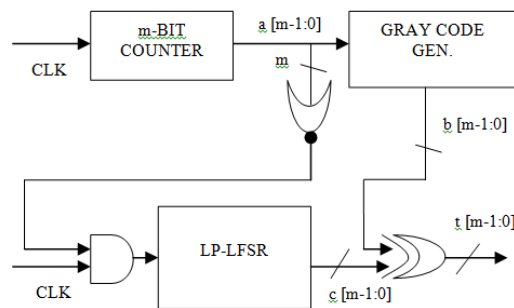 m-BIT
COUNTER
a [m-1:0]
GRAY CODE
GEN.
CLK
m
b [m-1:0]
LP-LFSR
t [m-1:0]
CLK
c [m-1:0]